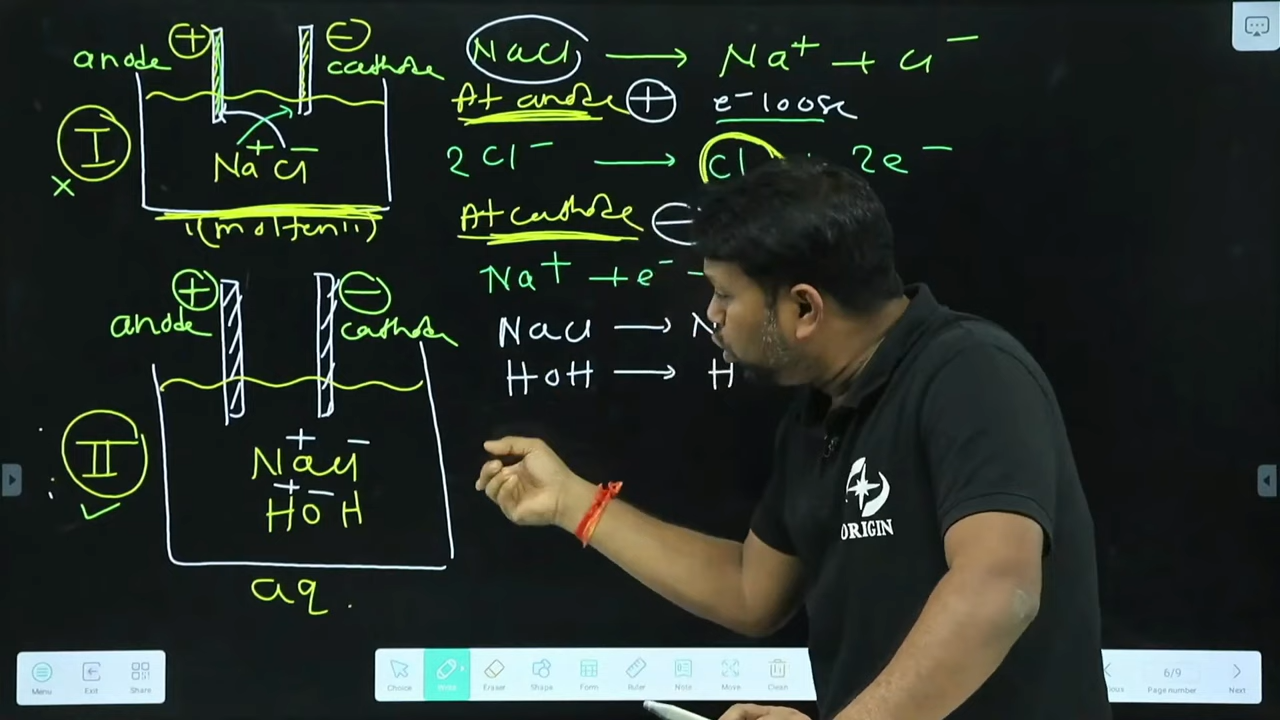 + −
anode cathode
I
x
Na+ Cl−
(molten)
NaCl → Na+ + Cl−
At anode + e− loose
2Cl− → Cl 2e−
At cathode −
Na+ + e−
NaCl → N
HOH → H
+ −
anode cathode
II
Na+ Cl−
H+ O− H
aq.
ORIGIN
Menu Exit Share
Choice Eraser Shape Form Ruler Note Move Clean
6/9
Page number Next